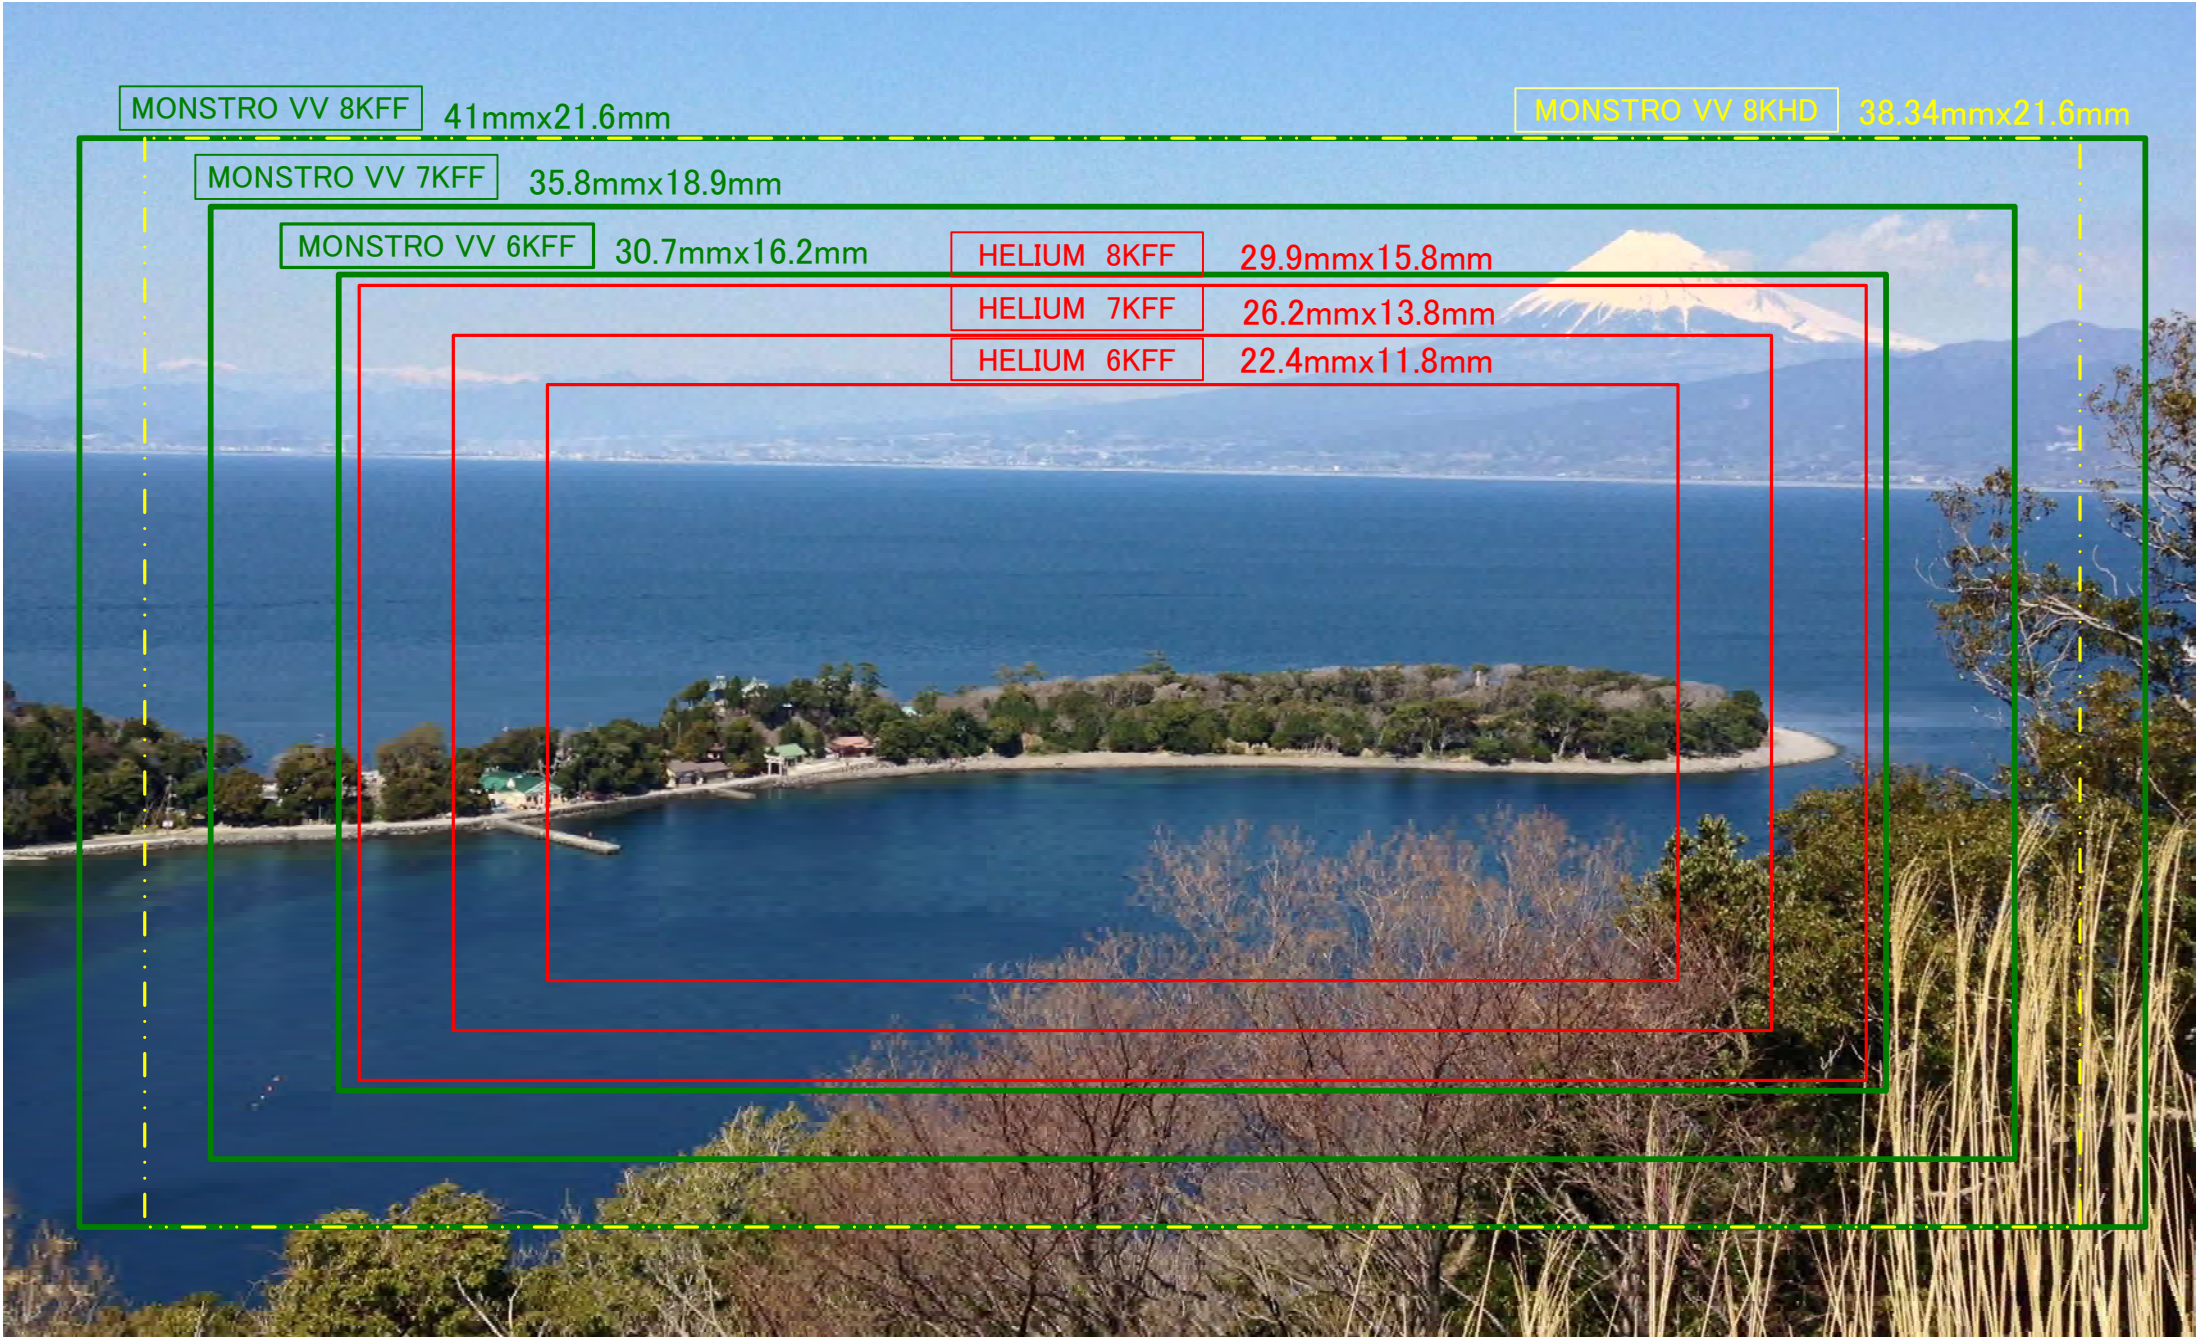 MONSTRO VV 8KFF 41mmx21.6mm
MONSTRO VV 8KHD 38.34mmx21.6mm
MONSTRO VV 7KFF 35.8mmx18.9mm
MONSTRO VV 6KFF 30.7mmx16.2mm
HELIUM 8KFF 29.9mmx15.8mm
HELIUM 7KFF 26.2mmx13.8mm
HELIUM 6KFF 22.4mmx11.8mm